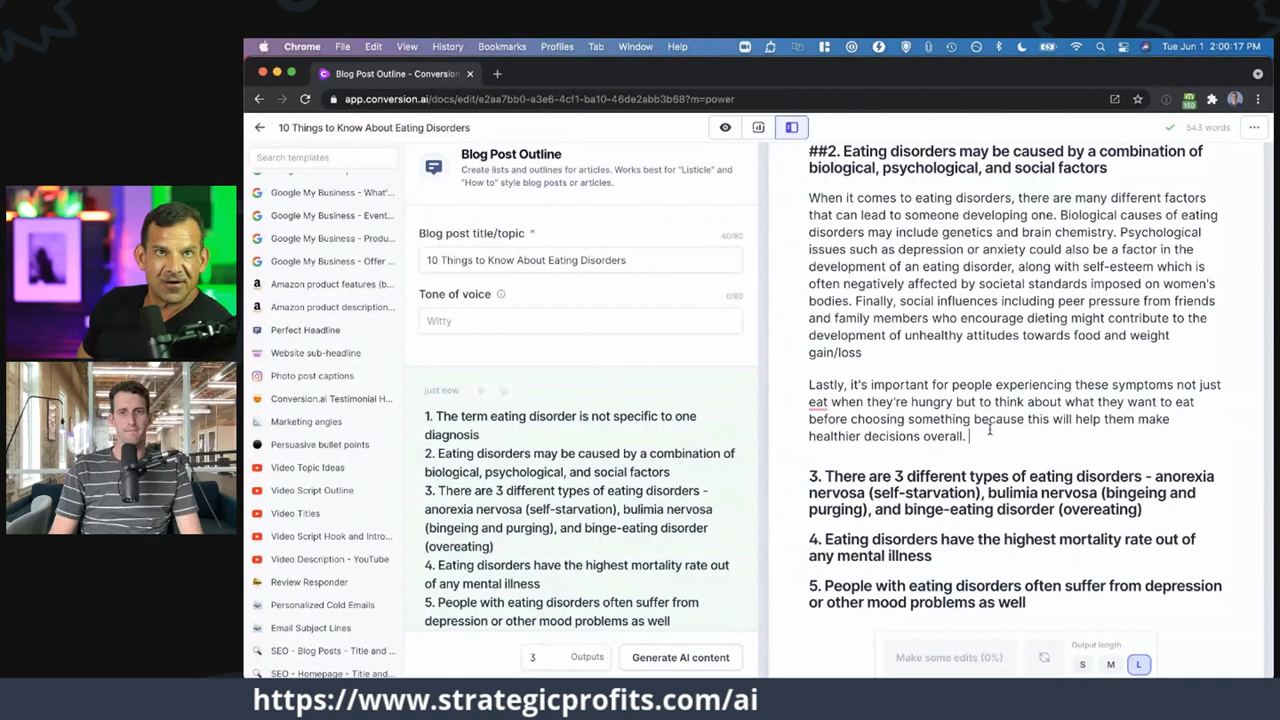 Chrome File Edit View History Bookmarks Profiles Tab Window Help
Tue Jun 1 2:00:17 PM
Blog Post Outline - Conversion
app.conversion.ai/docs/edit/e2aa7bb0-a3e6-4cf1-ba10-46de2abb3b68?m=power
150
10 Things to Know About Eating Disorders
543 words
Search templates
Google My Business - What'...
Google My Business - Event...
Google My Business - Produ...
Google My Business - Offer ...
Amazon product features (b...
Amazon product description...
Perfect Headline
Website sub-headline
Photo post captions
Conversion.ai Testimonial H...
Marketing angles
Persuasive bullet points
Video Topic Ideas
Video Script Outline
Video Titles
Video Script Hook and Intro...
Video Description - YouTube
Review Responder
Personalized Cold Emails
Email Subject Lines
SEO - Blog Posts - Title and ...
SEO - Homepage - Title and...
Blog Post Outline
Create lists and outlines for articles. Works best for "Listicle" and
"How to" style blog posts or articles.
Blog post title/topic *
40/80
10 Things to Know About Eating Disorders
Tone of voice
0/80
Witty
just now
1. The term eating disorder is not specific to one
diagnosis
2. Eating disorders may be caused by a combination of
biological, psychological, and social factors
3. There are 3 different types of eating disorders -
anorexia nervosa (self-starvation), bulimia nervosa
(bingeing and purging), and binge-eating disorder
(overeating)
4. Eating disorders have the highest mortality rate out
of any mental illness
5. People with eating disorders often suffer from
depression or other mood problems as well
3 Outputs
Generate AI content
##2. Eating disorders may be caused by a combination of
biological, psychological, and social factors
When it comes to eating disorders, there are many different factors
that can lead to someone developing one. Biological causes of eating
disorders may include genetics and brain chemistry. Psychological
issues such as depression or anxiety could also be a factor in the
development of an eating disorder, along with self-esteem which is
often negatively affected by societal standards imposed on women's
bodies. Finally, social influences including peer pressure from friends
and family members who encourage dieting might contribute to the
development of unhealthy attitudes towards food and weight
gain/loss
Lastly, it's important for people experiencing these symptoms not just
eat when they're hungry but to think about what they want to eat
before choosing something because this will help them make
healthier decisions overall.
3. There are 3 different types of eating disorders - anorexia
nervosa (self-starvation), bulimia nervosa (bingeing and
purging), and binge-eating disorder (overeating)
4. Eating disorders have the highest mortality rate out of
any mental illness
5. People with eating disorders often suffer from depression
or other mood problems as well
Make some edits (0%)
Output length
S M L
https://www.strategicprofits.com/ai